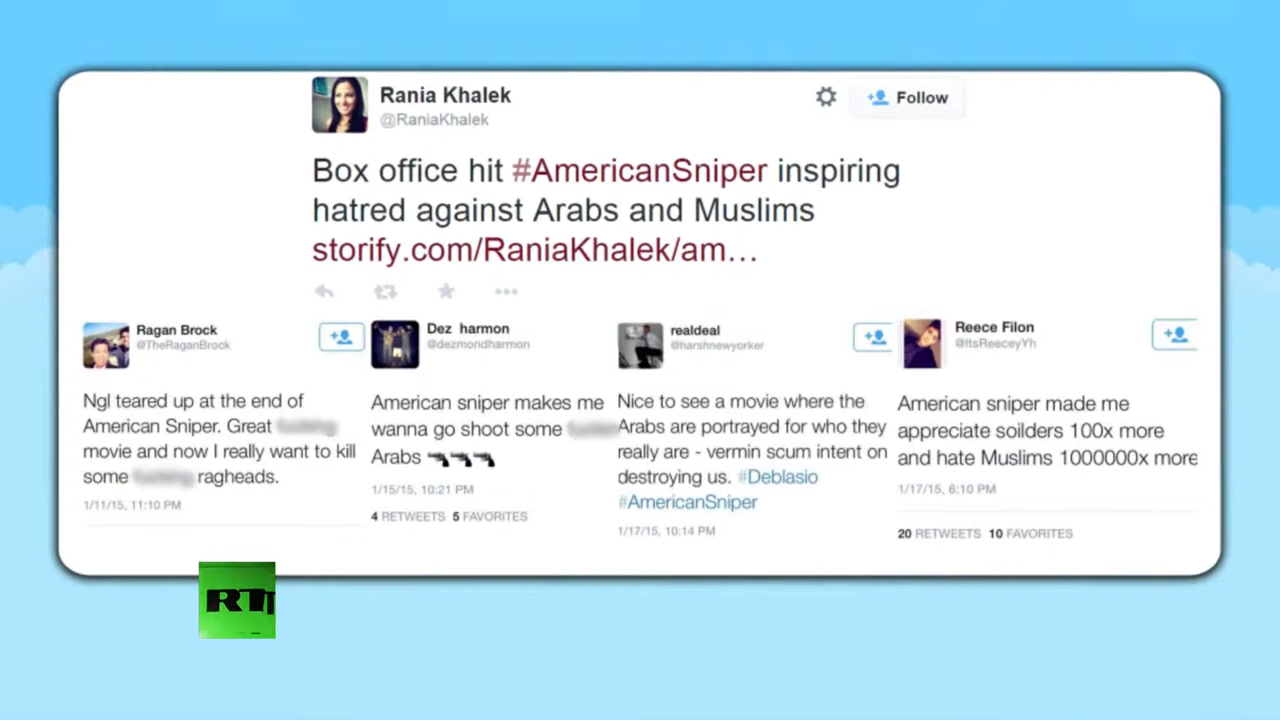 Rania Khalek
@RaniaKhalek
Follow
Box office hit #AmericanSniper inspiring
hatred against Arabs and Muslims
storify.com/RaniaKhalek/am...
Ragan Brock
@TheRaganBrock
Ngl teared up at the end of
American Sniper. Great
movie and now I really want to kill
some ragheads.
1/11/15, 11:10 PM
Dez harmon
@dezmondharmon
American sniper makes me
wanna go shoot some
Arabs
1/15/15, 10:21 PM
4 RETWEETS 5 FAVORITES
realdeal
@harshnewyorker
Nice to see a movie where the
Arabs are portrayed for who they
really are - vermin scum intent on
destroying us. #Deblasio
#AmericanSniper
1/17/15, 10:14 PM
Reece Filon
@ItsReeceyYh
American sniper made me
appreciate soilders 100x more
and hate Muslims 1000000x more
1/17/15, 6:10 PM
20 RETWEETS 10 FAVORITES
RT